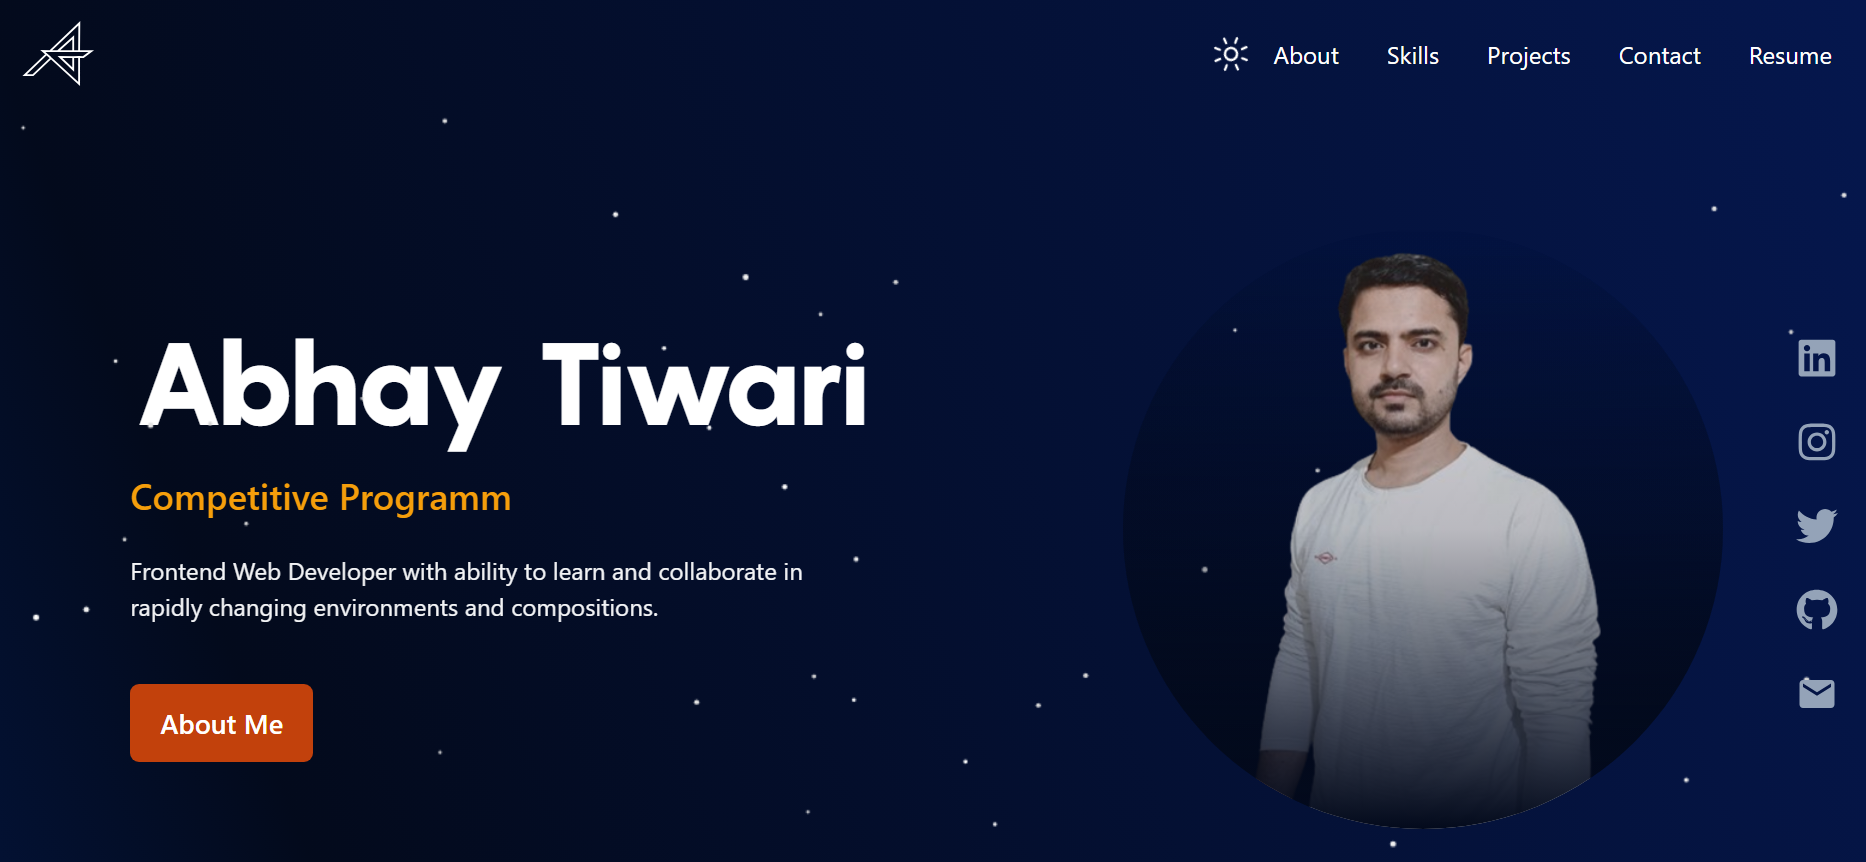 About Skills Projects Contact Resume
Abhay Tiwari
Competitive Programm
Frontend Web Developer with ability to learn and collaborate in
rapidly changing environments and compositions.
About Me